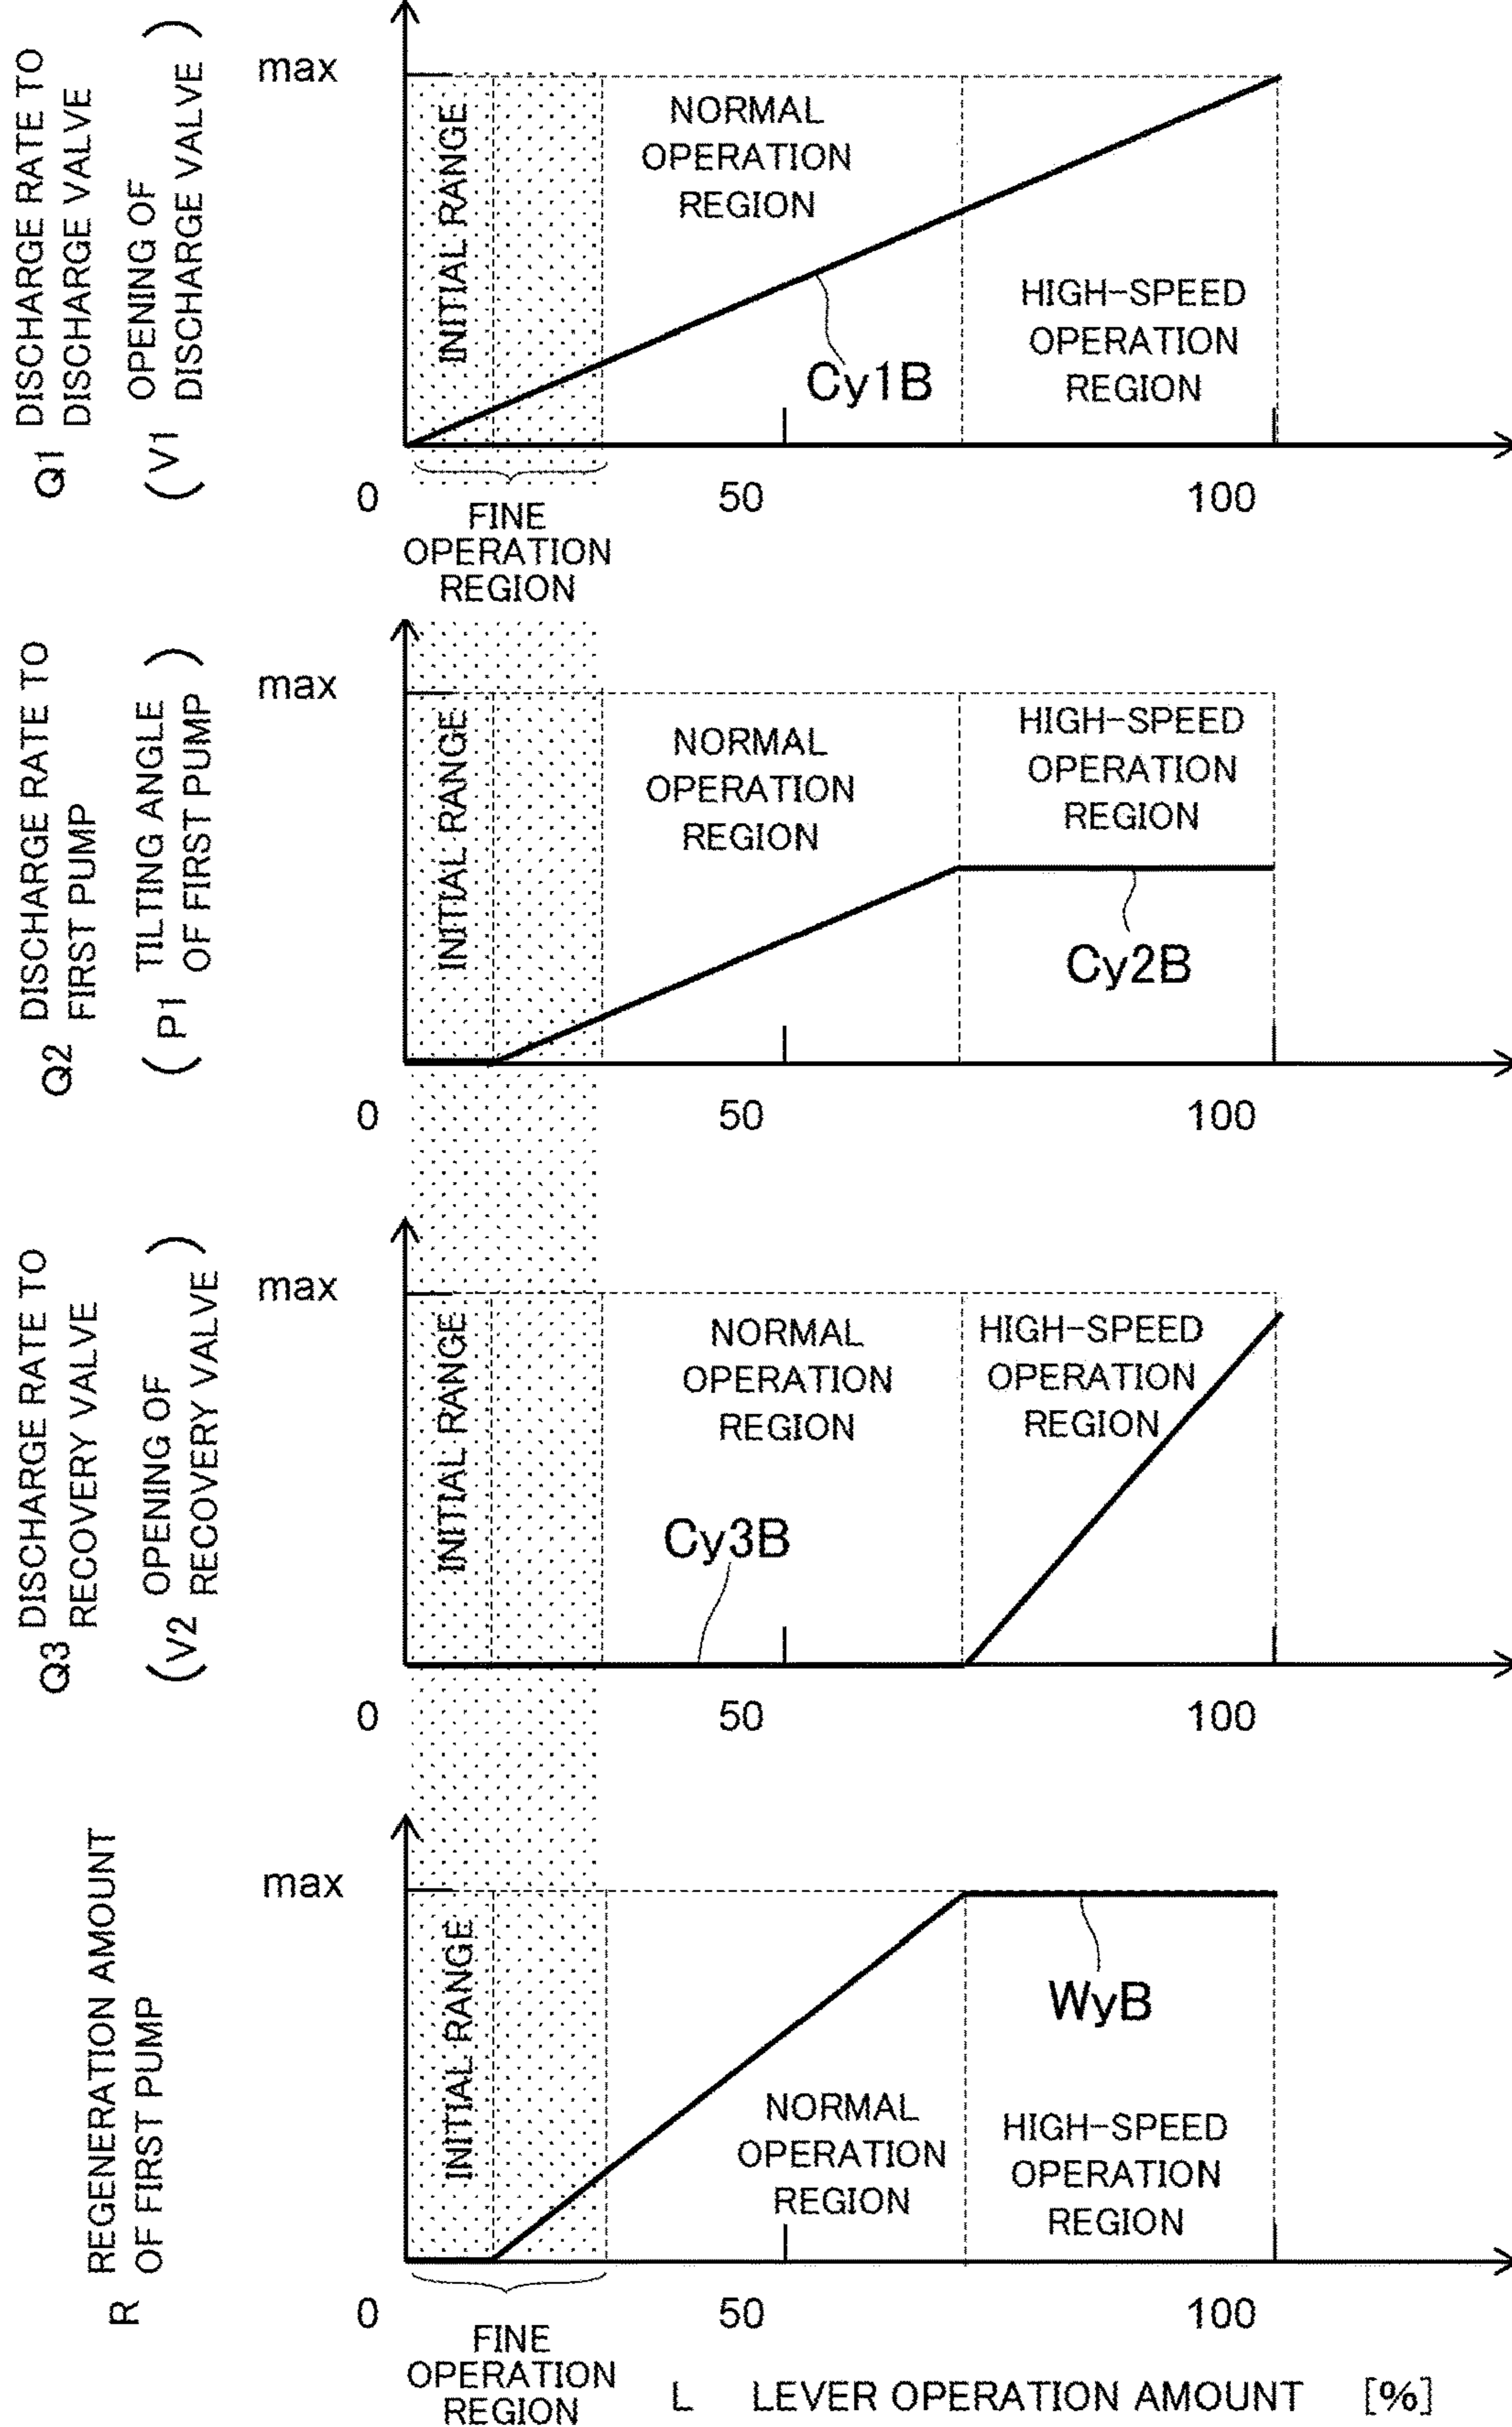 Q1 DISCHARGE RATE TO
DISCHARGE VALVE
(V1 OPENING OF
DISCHARGE VALVE)
max
INITIAL RANGE
NORMAL
OPERATION
REGION
HIGH-SPEED
OPERATION
REGION
Cy1B
0
50
100
FINE
OPERATION
REGION
Q2 DISCHARGE RATE TO
FIRST PUMP
(P1 TILTING ANGLE
OF FIRST PUMP)
max
INITIAL RANGE
NORMAL
OPERATION
REGION
HIGH-SPEED
OPERATION
REGION
Cy2B
0
50
100
Q3 DISCHARGE RATE TO
RECOVERY VALVE
(V2 OPENING OF
RECOVERY VALVE)
max
INITIAL RANGE
NORMAL
OPERATION
REGION
HIGH-SPEED
OPERATION
REGION
Cy3B
0
50
100
R REGENERATION AMOUNT
OF FIRST PUMP
max
INITIAL RANGE
WyB
NORMAL
OPERATION
REGION
HIGH-SPEED
OPERATION
REGION
0
50
100
FINE
OPERATION
REGION
L LEVER OPERATION AMOUNT [%]